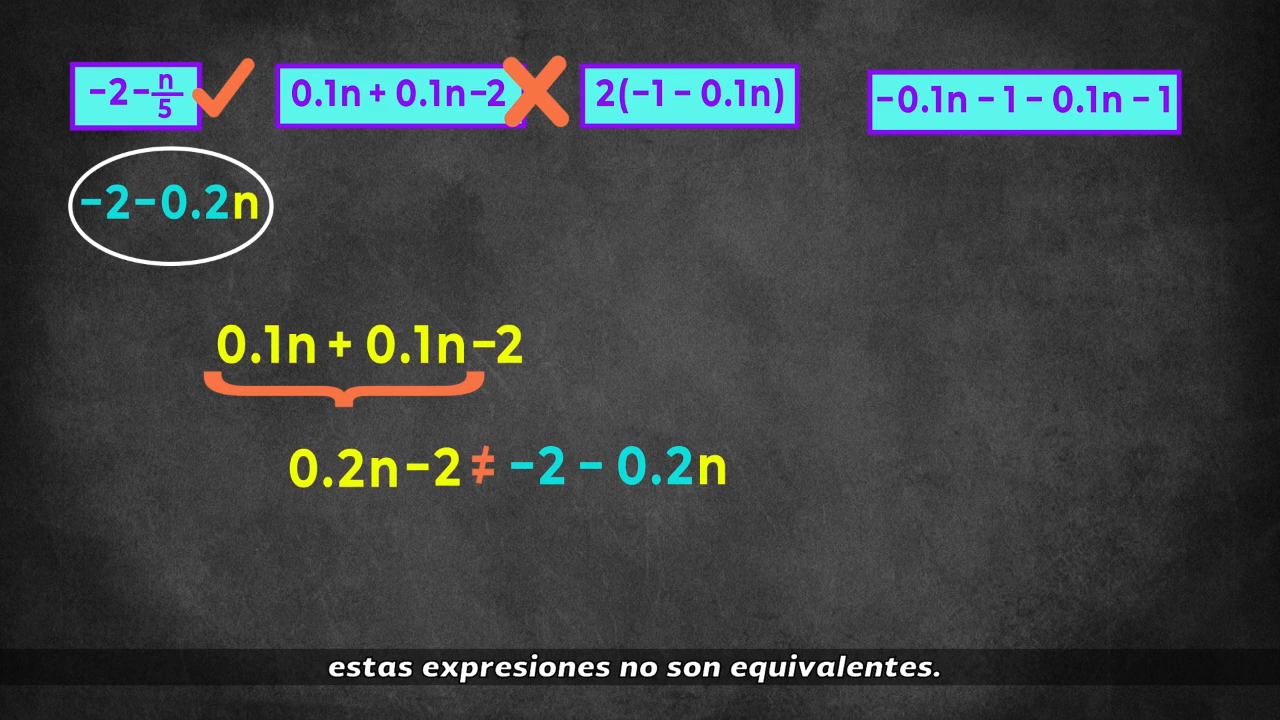 -2-n/5 0.1n + 0.1n-2 2(-1 - 0.1n) -0.1n - 1 - 0.1n - 1
-2-0.2n
0.1n + 0.1n-2
0.2n-2 ≠ -2 - 0.2n
estas expresiones no son equivalentes.